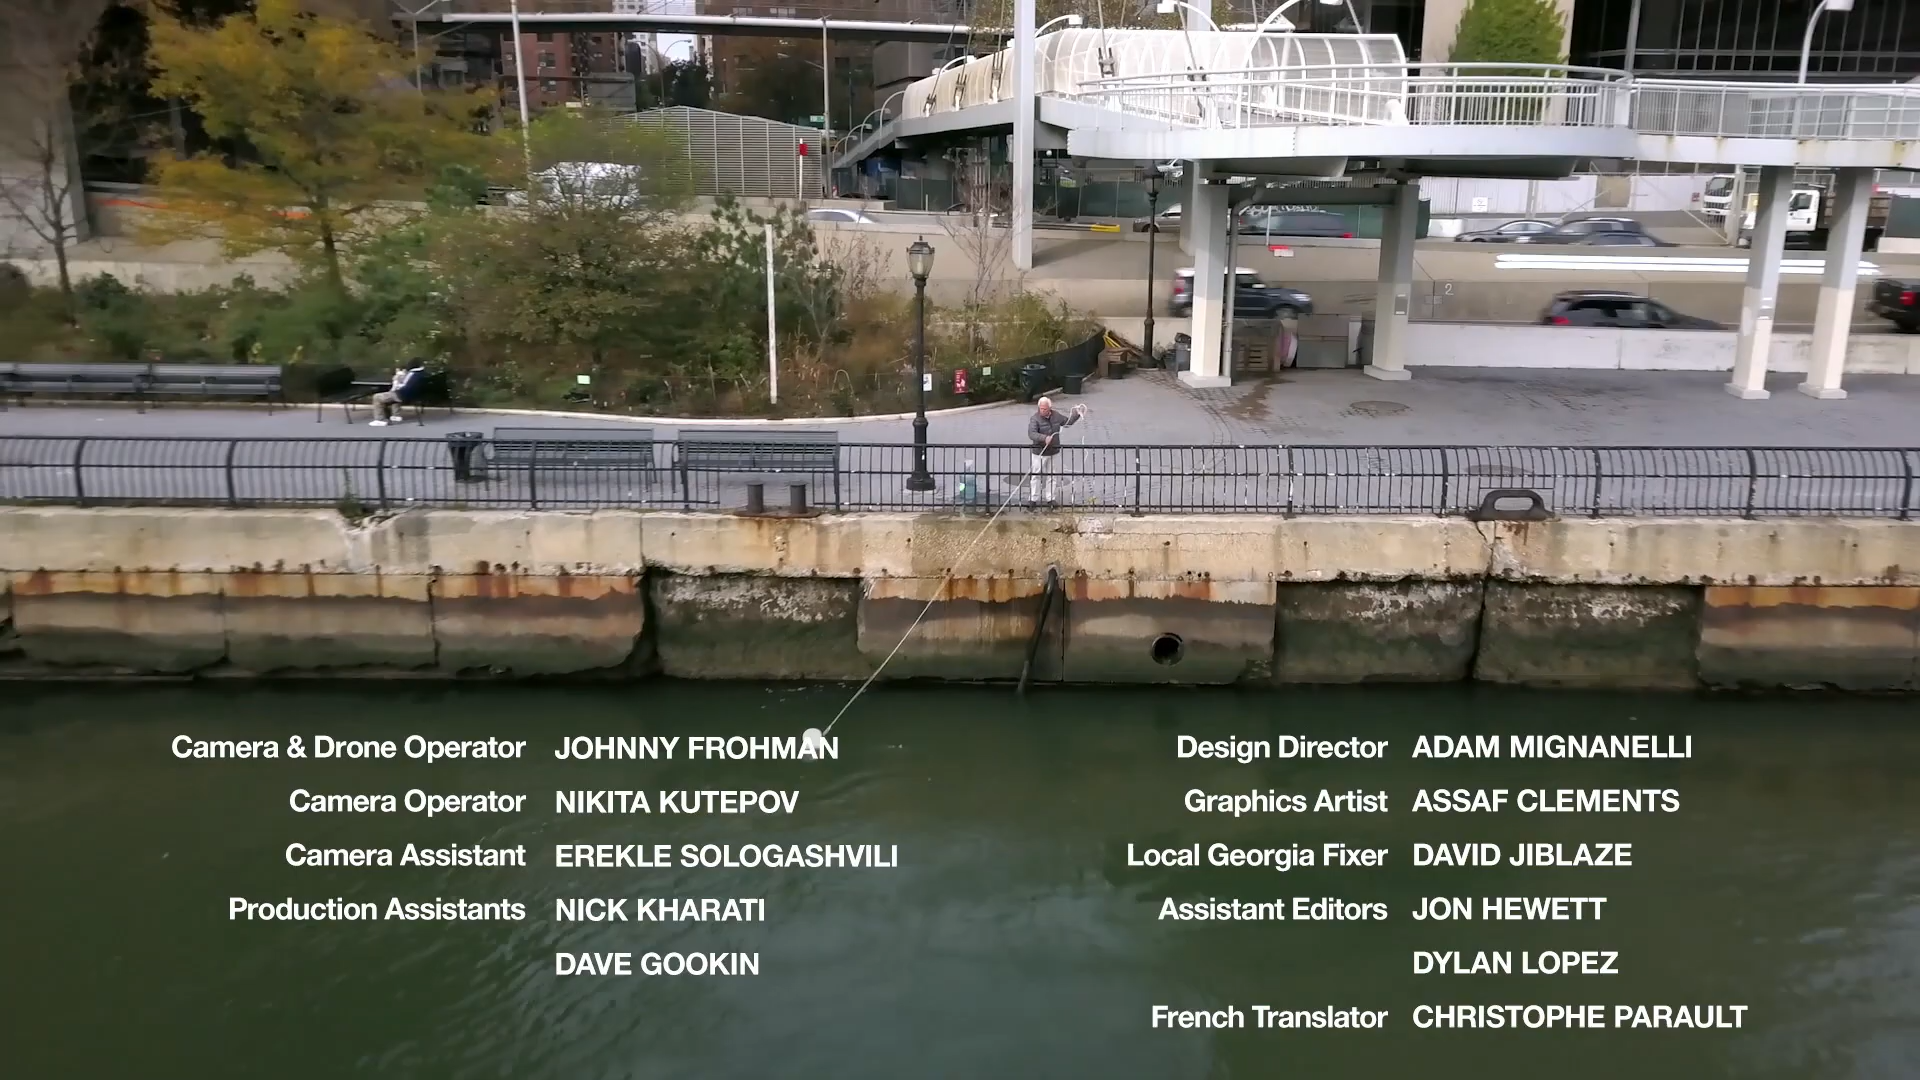 Camera & Drone Operator JOHNNY FROHMAN
Camera Operator NIKITA KUTEPOV
Camera Assistant EREKLE SOLOGASHVILI
Production Assistants NICK KHARATI
DAVE GOOKIN
Design Director ADAM MIGNANELLI
Graphics Artist ASSAF CLEMENTS
Local Georgia Fixer DAVID JIBLAZE
Assistant Editors JON HEWETT
DYLAN LOPEZ
French Translator CHRISTOPHE PARAULT
2